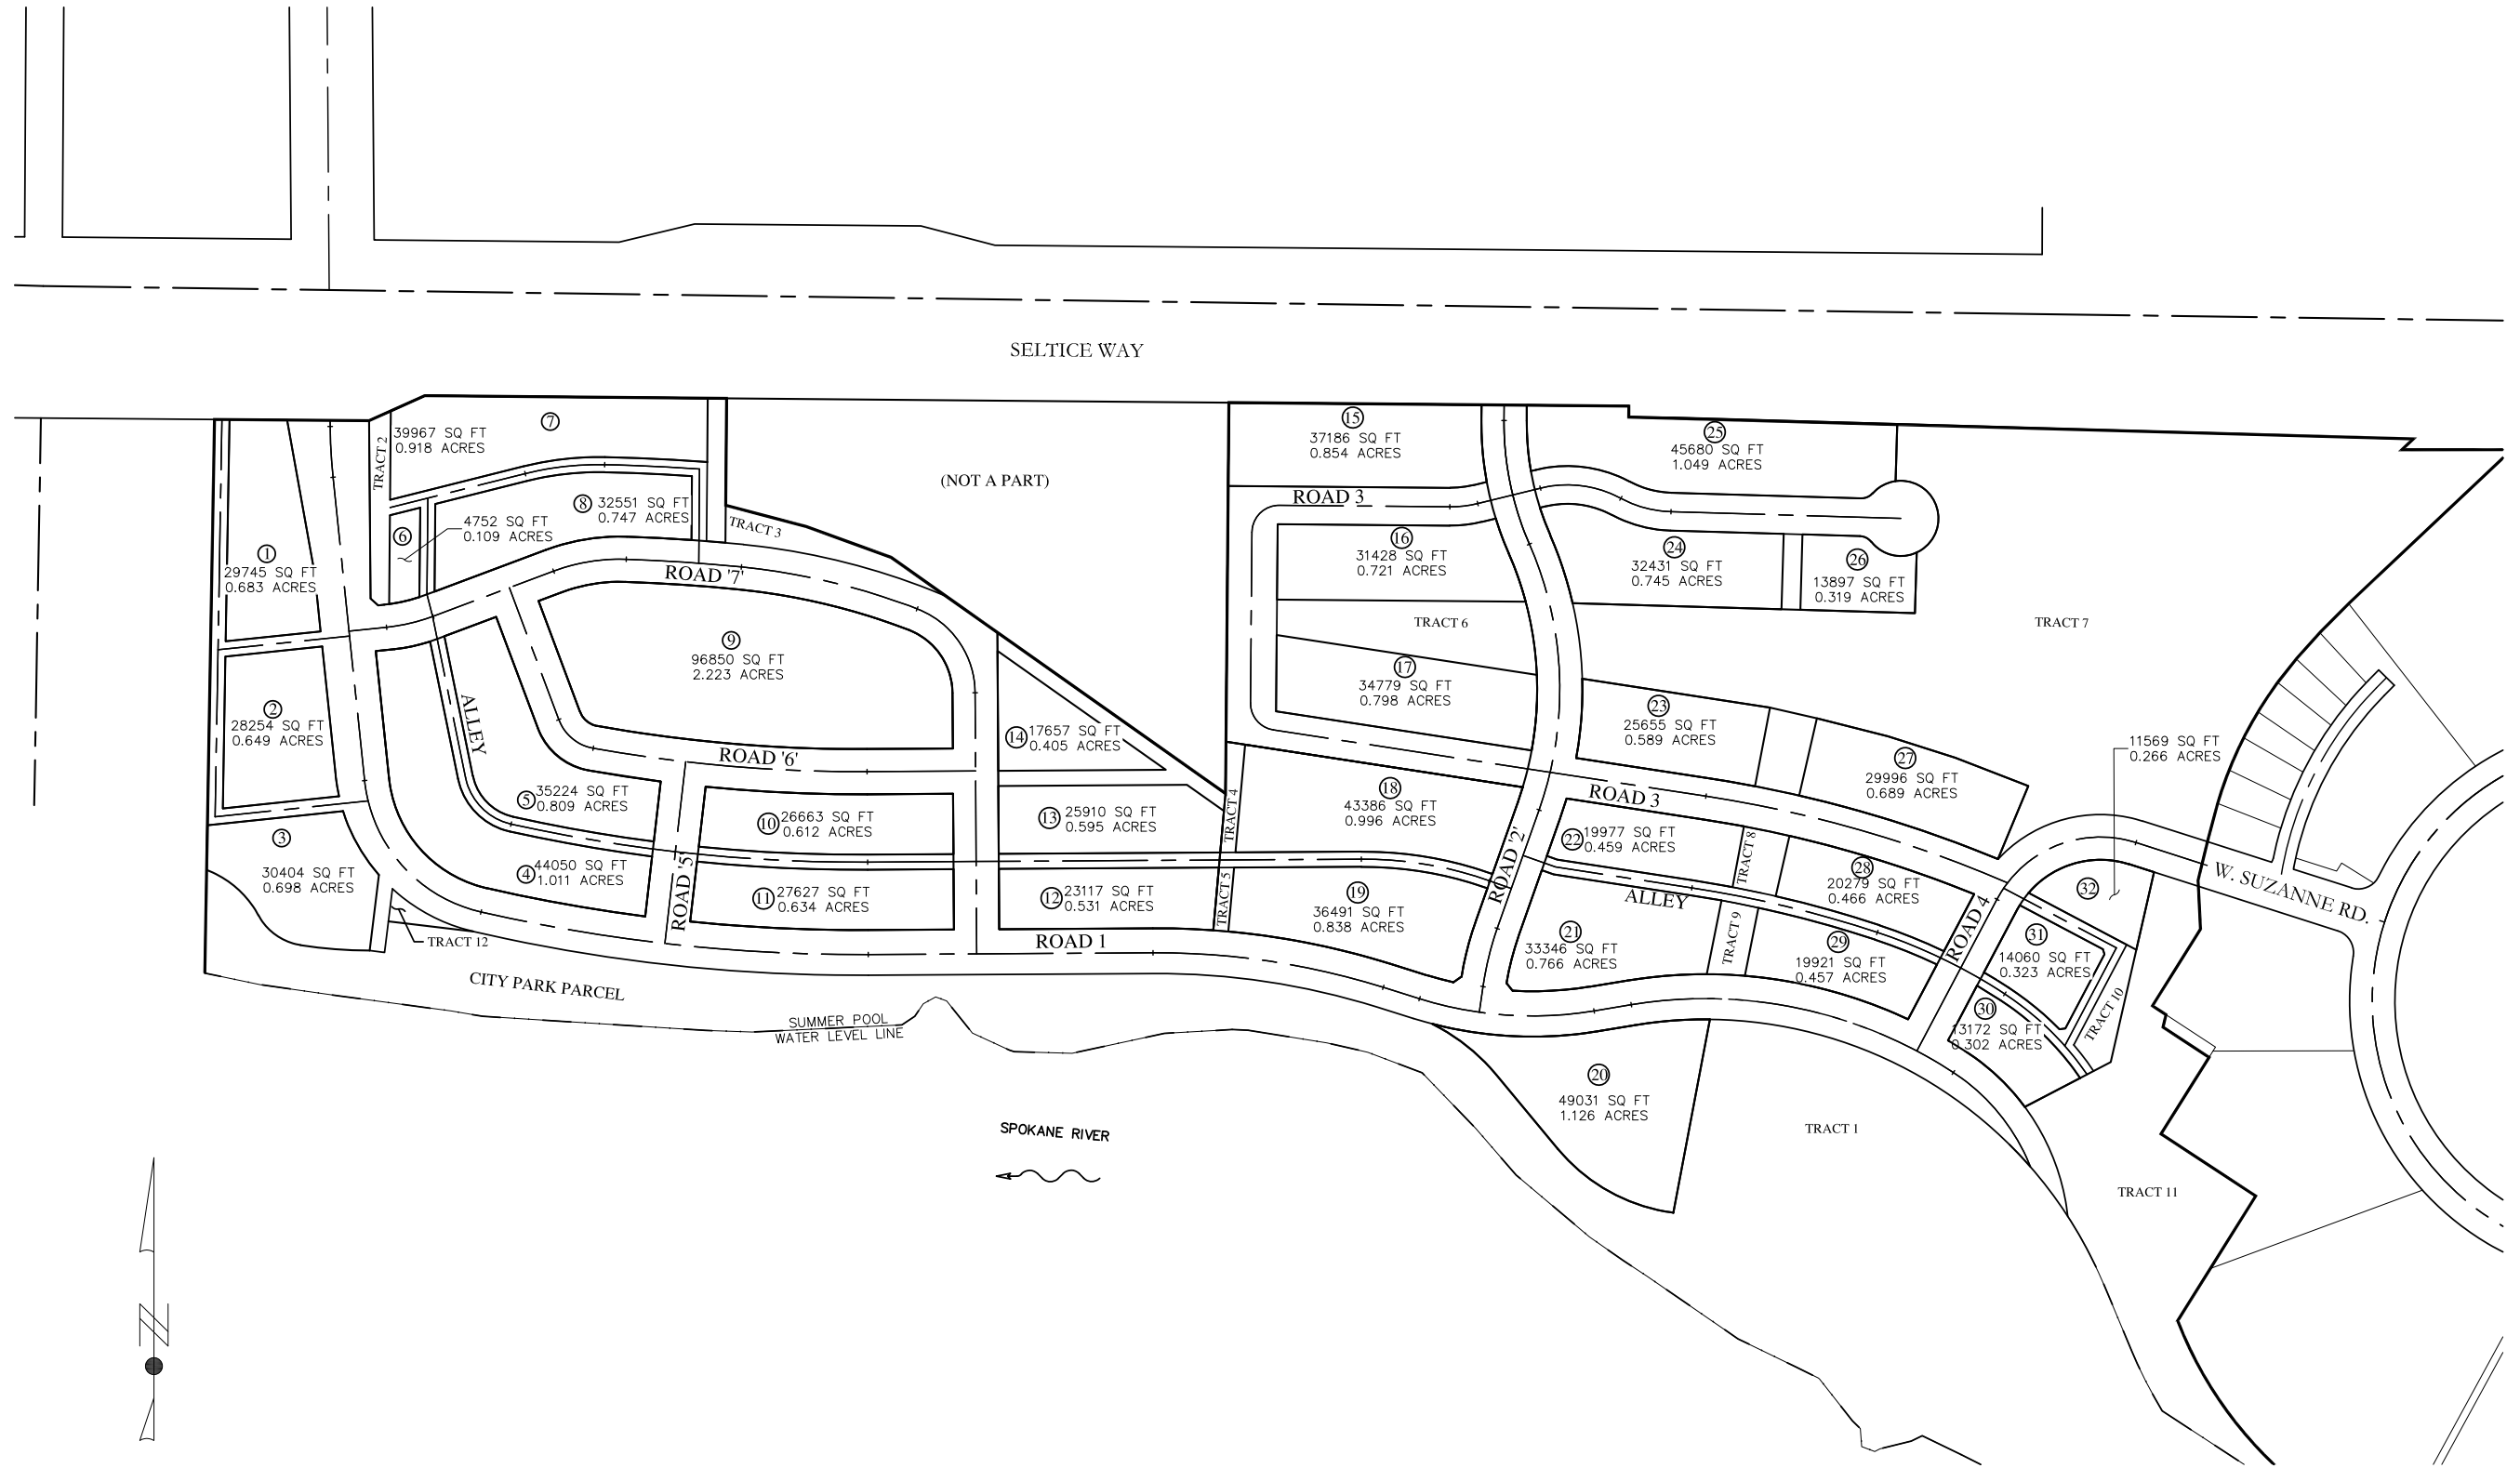 SELTICE WAY
(NOT A PART)
TRACT 2
7
39967 SQ FT
0.918 ACRES
8
32551 SQ FT
0.747 ACRES
6
4752 SQ FT
0.109 ACRES
TRACT 3
1
29745 SQ FT
0.683 ACRES
ROAD '7'
9
96850 SQ FT
2.223 ACRES
2
28254 SQ FT
0.649 ACRES
ALLEY
ROAD '6'
14
17657 SQ FT
0.405 ACRES
5
35224 SQ FT
0.809 ACRES
10
26663 SQ FT
0.612 ACRES
13
25910 SQ FT
0.595 ACRES
TRACT 4
3
30404 SQ FT
0.698 ACRES
4
44050 SQ FT
1.011 ACRES
ROAD '5'
11
27627 SQ FT
0.634 ACRES
12
23117 SQ FT
0.531 ACRES
TRACT 5
TRACT 12
ROAD 1
CITY PARK PARCEL
SUMMER POOL
WATER LEVEL LINE
SPOKANE RIVER
15
37186 SQ FT
0.854 ACRES
25
45680 SQ FT
1.049 ACRES
ROAD 3
16
31428 SQ FT
0.721 ACRES
24
32431 SQ FT
0.745 ACRES
26
13897 SQ FT
0.319 ACRES
TRACT 6
TRACT 7
17
34779 SQ FT
0.798 ACRES
23
25655 SQ FT
0.589 ACRES
27
29996 SQ FT
0.689 ACRES
11569 SQ FT
0.266 ACRES
18
43386 SQ FT
0.996 ACRES
ROAD 3
ROAD '2'
22
19977 SQ FT
0.459 ACRES
TRACT 8
28
20279 SQ FT
0.466 ACRES
32
W. SUZANNE RD.
19
36491 SQ FT
0.838 ACRES
ALLEY
21
33346 SQ FT
0.766 ACRES
TRACT 9
29
19921 SQ FT
0.457 ACRES
ROAD 4
31
14060 SQ FT
0.323 ACRES
TRACT 10
30
13172 SQ FT
0.302 ACRES
20
49031 SQ FT
1.126 ACRES
TRACT 1
TRACT 11
N